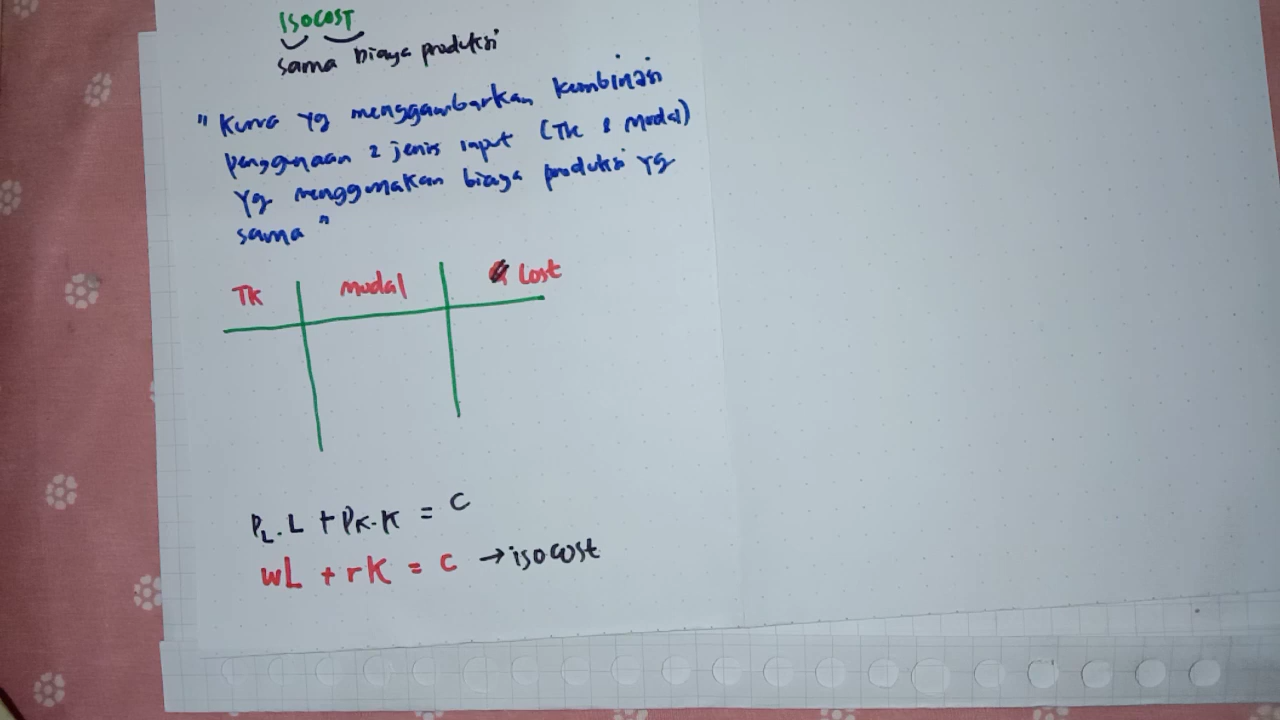 ISOCOST
sama biaya produksi
" Kurva yg menggambarkan kombinasi
penggunaan 2 jenis input (TK & Modal)
yg menggunakan biaya produksi yg
sama "
TK modal Cost
PL.L + PK.K = C
wL + rK = C → isocost